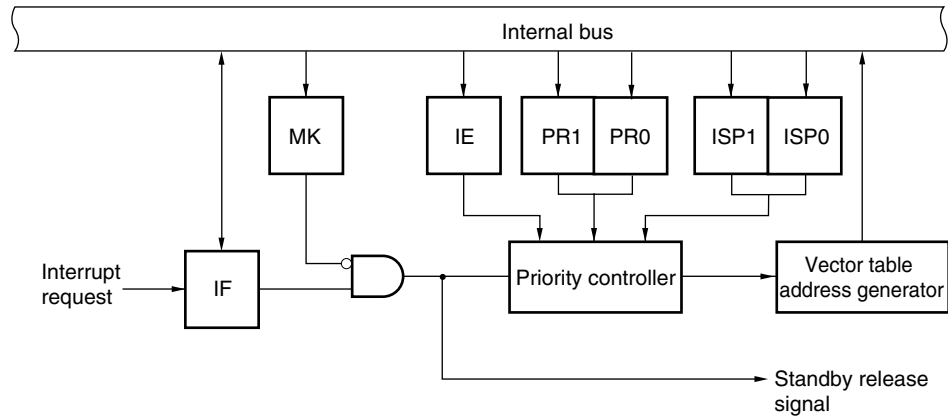 Internal bus
MK
IE
PR1
PR0
ISP1
ISP0
Interrupt
request
IF
Priority controller
Vector table
address generator
Standby release
signal